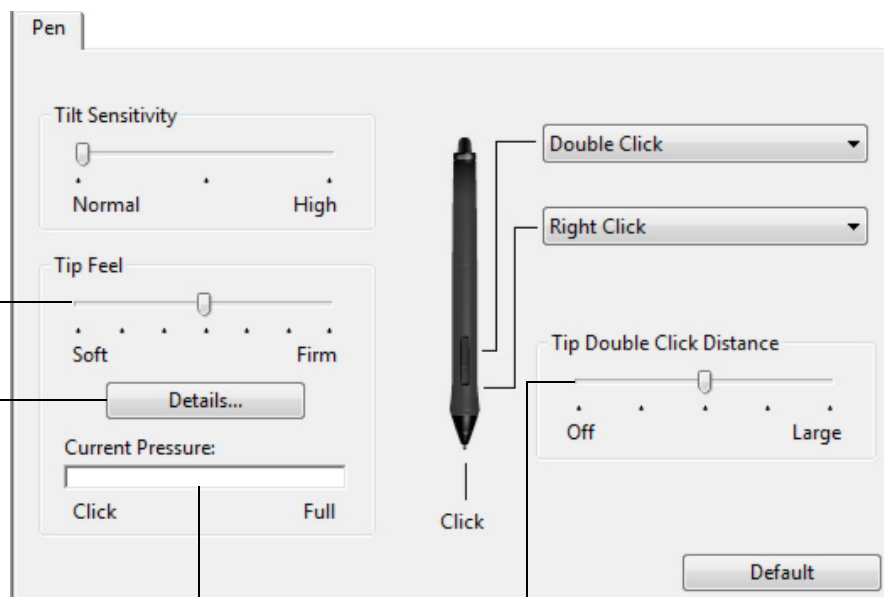 Pen
Tilt Sensitivity
Normal High
Tip Feel
Soft Firm
Details...
Current Pressure:
Click Full
Double Click
Right Click
Click
Tip Double Click Distance
Off Large
Default